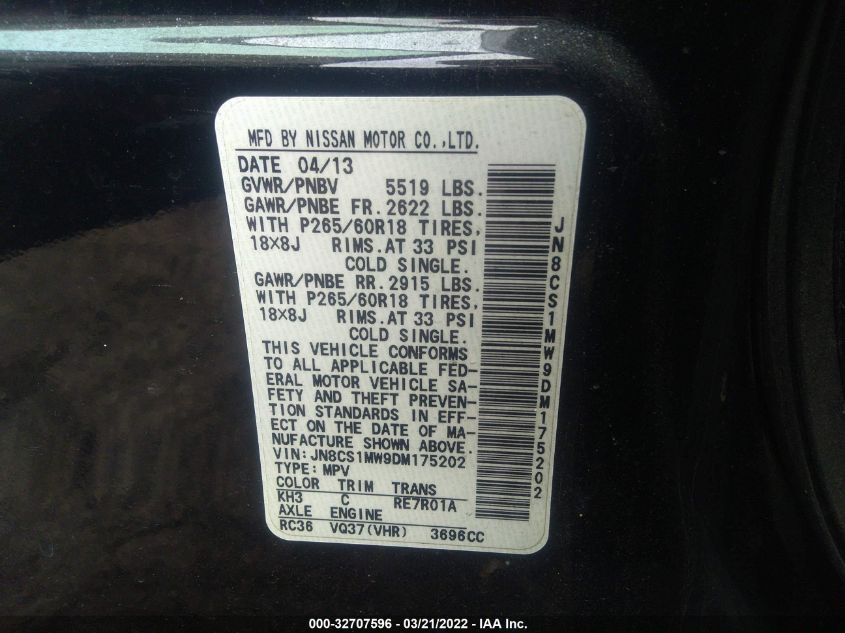 MFD BY NISSAN MOTOR CO.,LTD.
DATE 04/13
GVWR/PNBV 5519 LBS.
GAWR/PNBE FR. 2622 LBS.
WITH P265/60R18 TIRES,
18×8J RIMS. AT 33 PSI
COLD SINGLE.
GAWR/PNBE RR. 2915 LBS.
WITH P265/60R18 TIRES,
18×8J RIMS. AT 33 PSI
COLD SINGLE.
THIS VEHICLE CONFORMS
TO ALL APPLICABLE FED-
ERAL MOTOR VEHICLE SA-
FETY AND THEFT PREVEN-
TION STANDARDS IN EFF-
ECT ON THE DATE OF MA-
NUFACTURE SHOWN ABOVE.
VIN:JN8CS1MW9DM175202
TYPE: MPV
COLOR TRIM TRANS
KH3 C RE7R01A
AXLE ENGINE
RC36 VQ37(VHR) 3696CC
JN8CS1MW9DM175202
000-32707596 - 03/21/2022 - IAA Inc.